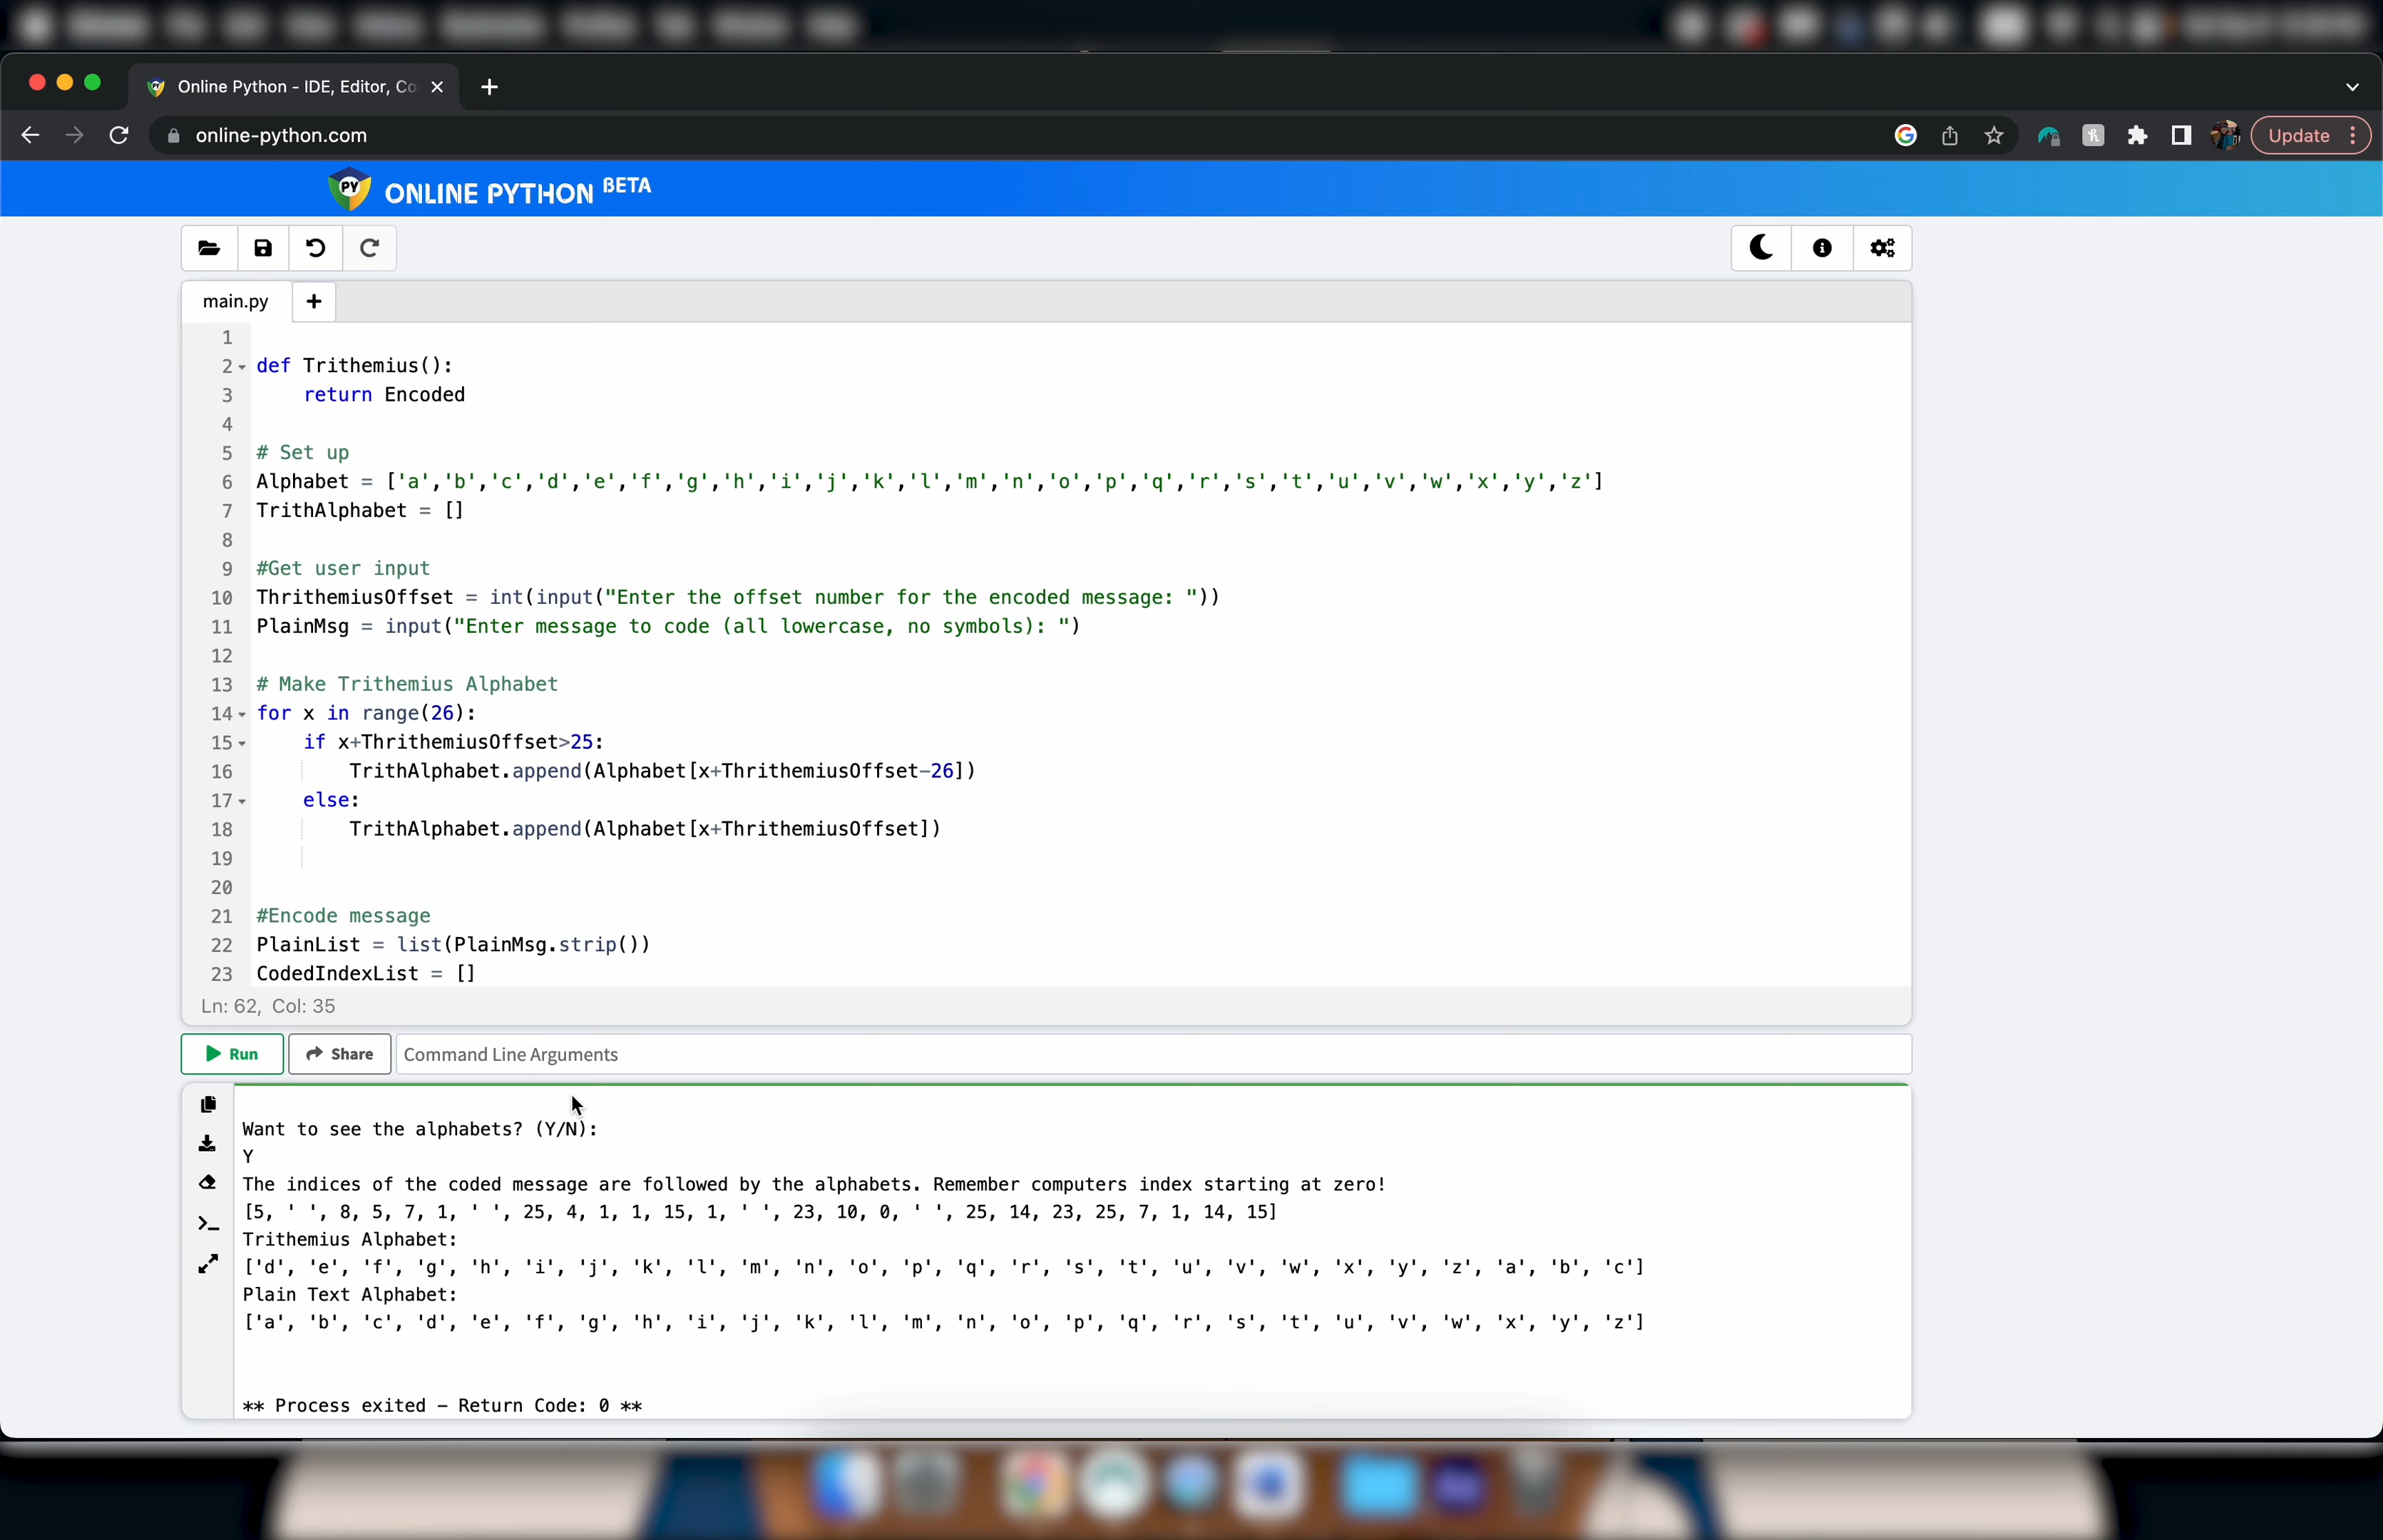 Online Python - IDE, Editor, Co
online-python.com
Update
PY ONLINE PYTHON BETA
main.py
1
2 def Trithemius():
3     return Encoded
4
5 # Set up
6 Alphabet = ['a','b','c','d','e','f','g','h','i','j','k','l','m','n','o','p','q','r','s','t','u','v','w','x','y','z']
7 TrithAlphabet = []
8
9 #Get user input
10 ThrithemiusOffset = int(input("Enter the offset number for the encoded message: "))
11 PlainMsg = input("Enter message to code (all lowercase, no symbols): ")
12
13 # Make Trithemius Alphabet
14 for x in range(26):
15     if x+ThrithemiusOffset>25:
16         TrithAlphabet.append(Alphabet[x+ThrithemiusOffset-26])
17     else:
18         TrithAlphabet.append(Alphabet[x+ThrithemiusOffset])
19
20
21 #Encode message
22 PlainList = list(PlainMsg.strip())
23 CodedIndexList = []
Ln: 62, Col: 35
Run Share Command Line Arguments
Want to see the alphabets? (Y/N):
Y
The indices of the coded message are followed by the alphabets. Remember computers index starting at zero!
[5, ' ', 8, 5, 7, 1, ' ', 25, 4, 1, 1, 15, 1, ' ', 23, 10, 0, ' ', 25, 14, 23, 25, 7, 1, 14, 15]
Trithemius Alphabet:
['d', 'e', 'f', 'g', 'h', 'i', 'j', 'k', 'l', 'm', 'n', 'o', 'p', 'q', 'r', 's', 't', 'u', 'v', 'w', 'x', 'y', 'z', 'a', 'b', 'c']
Plain Text Alphabet:
['a', 'b', 'c', 'd', 'e', 'f', 'g', 'h', 'i', 'j', 'k', 'l', 'm', 'n', 'o', 'p', 'q', 'r', 's', 't', 'u', 'v', 'w', 'x', 'y', 'z']
** Process exited - Return Code: 0 **